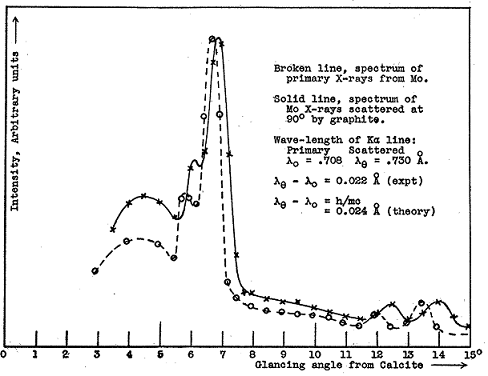 Intensity, Arbitrary units
Broken line, spectrum of
primary X-rays from Mo.
Solid line, spectrum of
Mo X-rays scattered at
90° by graphite.
Wave-length of Kα line:
Primary Scattered
λ₀ = .708 λθ = .730 Å.
λθ - λ₀ = 0.022 Å (expt)
λθ - λ₀ = h/mc
= 0.024 Å (theory)
0 1 2 3 4 5 6 7 8 9 10 11 12 13 14 15°
Glancing angle from Calcite